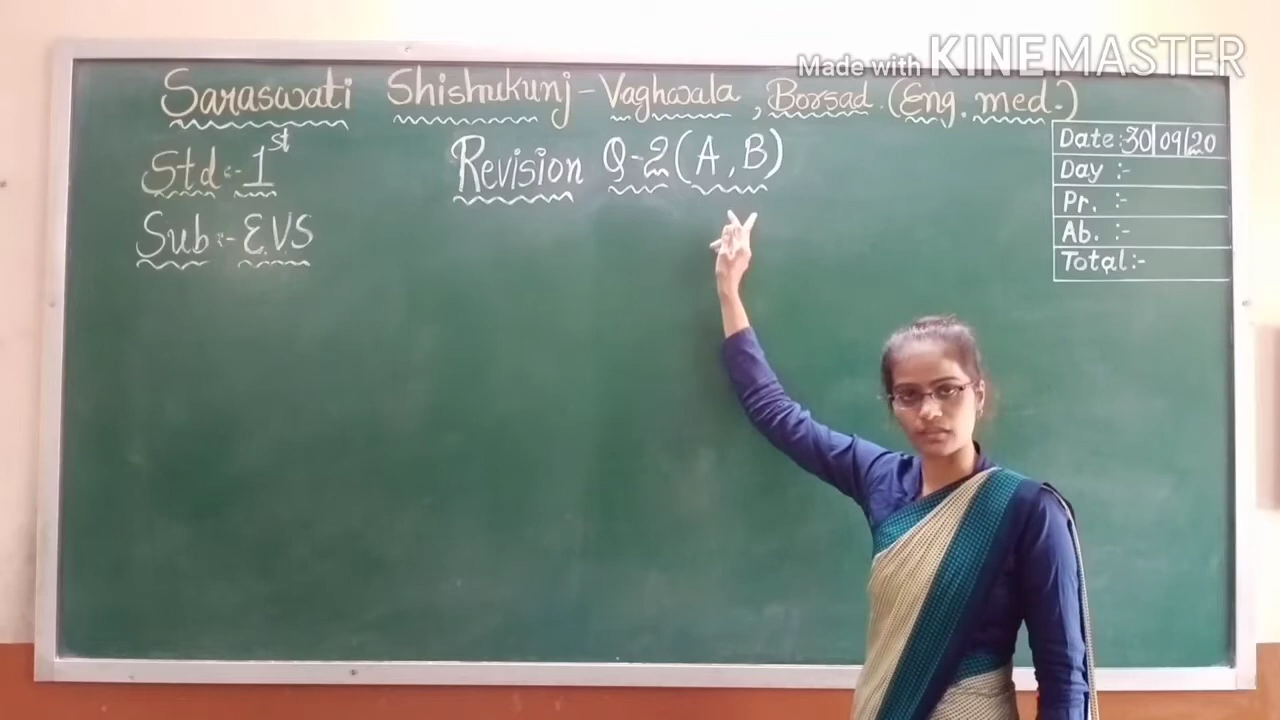 Made with KINEMASTER
Saraswati Shishukunj - Vaghwala, Borsad. (Eng. med.)
Std :- 1st
Revision Q-2 (A, B)
Sub :- E.V.S
Date: 30/09/20
Day :-
Pr. :-
Ab. :-
Total :-